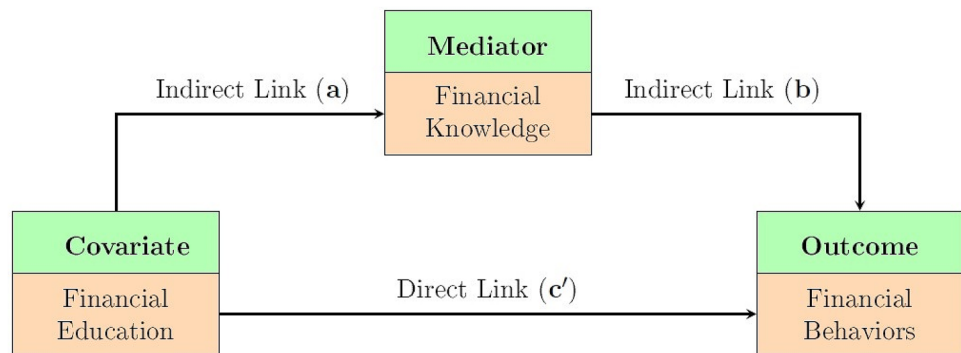 Mediator
Indirect Link (a)
Financial
Knowledge
Indirect Link (b)
Covariate
Financial
Education
Direct Link (c′)
Outcome
Financial
Behaviors